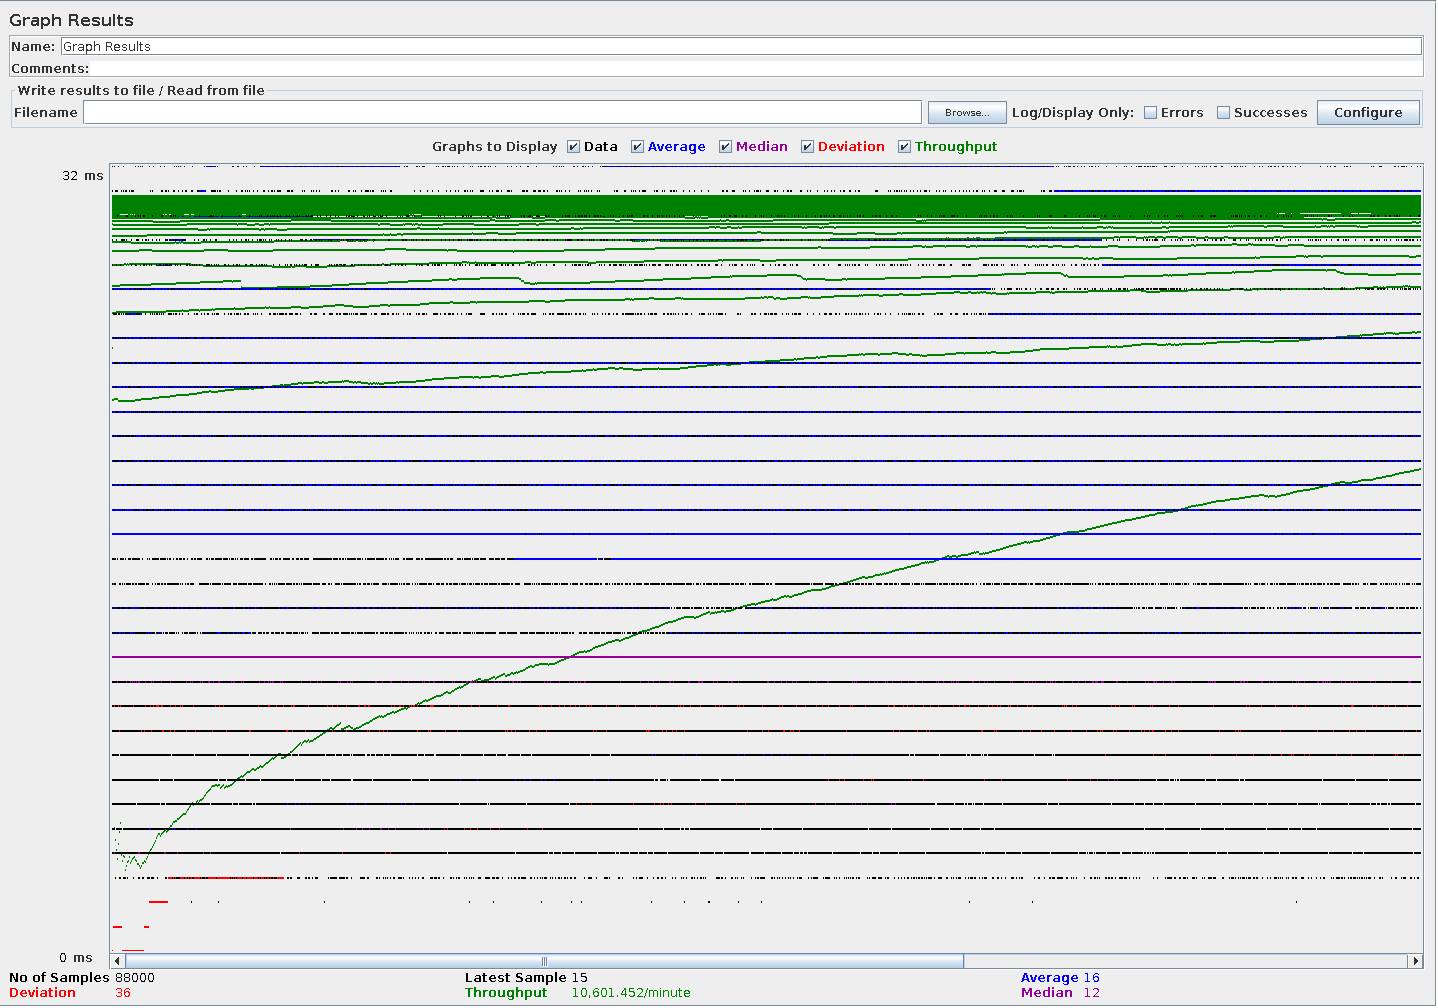 Graph Results
Name: Graph Results
Comments:
Write results to file / Read from file
Filename Browse... Log/Display Only: Errors Successes Configure
Graphs to Display Data Average Median Deviation Throughput
32 ms
0 ms
No of Samples 88000 Latest Sample 15 Average 16
Deviation 36 Throughput 10,601.452/minute Median 12